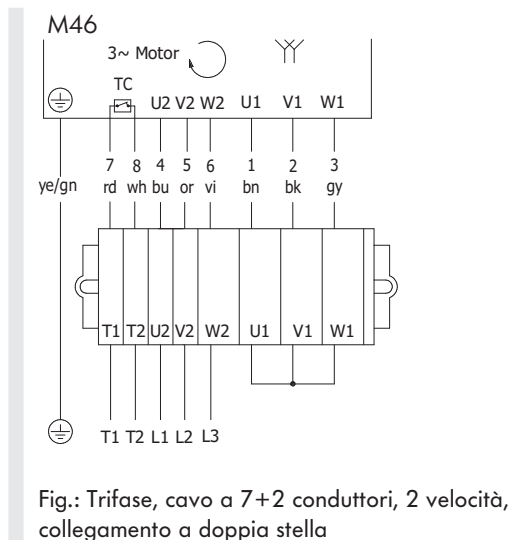 M46
3~ Motor
TC
U2 V2 W2 U1 V1 W1
7 8 4 5 6 1 2 3
ye/gn rd wh bu or vi bn bk gy
T1 T2 U2 V2 W2 U1 V1 W1
T1 T2 L1 L2 L3
Fig.: Trifase, cavo a 7+2 conduttori, 2 velocità,
collegamento a doppia stella